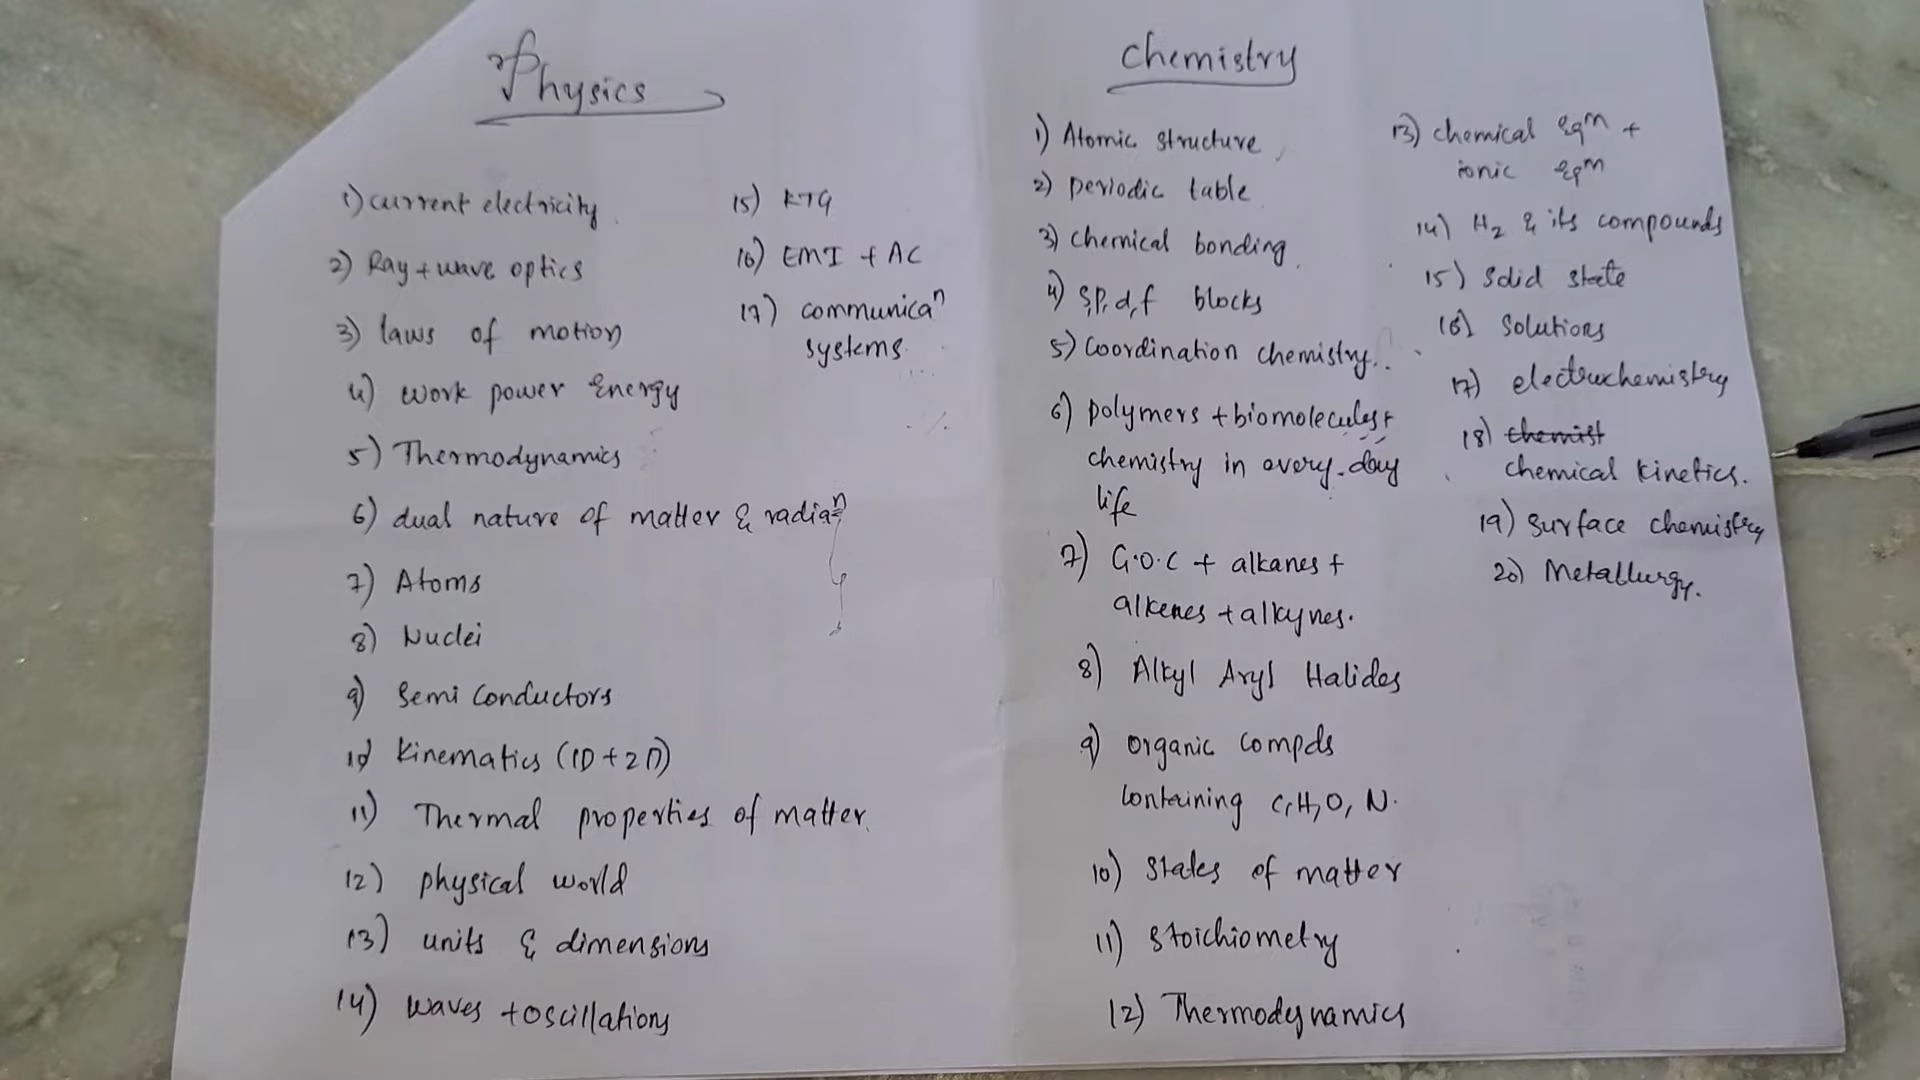 Physics
1) current electricity
2) Ray + wave optics
3) laws of motion
4) work power Energy
5) Thermodynamics
6) dual nature of matter & radiaⁿ
7) Atoms
8) Nuclei
9) Semi Conductors
10) Kinematics (1D + 2D)
11) Thermal properties of matter.
12) physical world
13) units & dimensions
14) waves + oscillations
15) KTG
16) EMI + AC
17) communicaⁿ
systems.
Chemistry
1) Atomic structure
2) periodic table
3) chemical bonding
4) s,p,d,f blocks
5) Coordination chemistry.
6) polymers + biomolecules +
chemistry in every-day
life
7) G.O.C + alkanes +
alkenes + alkynes.
8) Alkyl Aryl Halides
9) organic compds
containing C,H,O, N.
10) states of matter
11) stoichiometry
12) Thermodynamics
13) chemical eqᵐ +
ionic eqᵐ
14) H₂ & its compounds
15) Solid state
16) Solutions
17) electrochemistry
18) chemist
chemical kinetics.
19) Surface chemistry
20) Metallurgy.